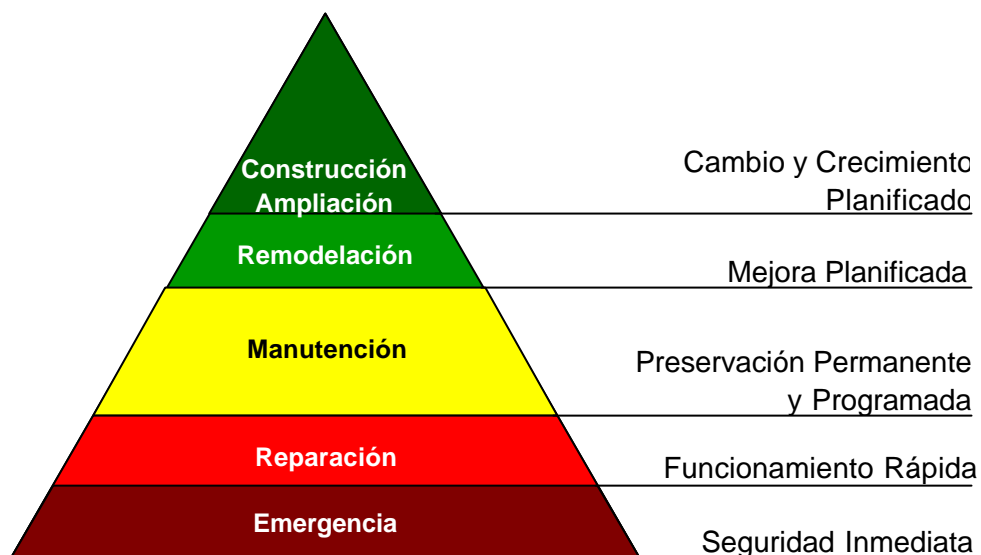 Construcción
Ampliación
Cambio y Crecimiento
Planificado
Remodelación
Mejora Planificada
Manutención
Preservación Permanente
y Programada
Reparación
Funcionamiento Rápida
Emergencia
Seguridad Inmediata